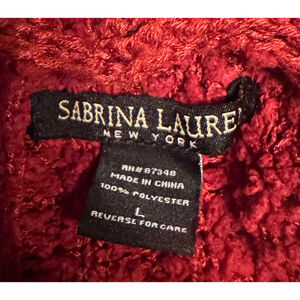 SABRINA LAURE
NEW YORK
RN# 87348
MADE IN CHINA
100% POLYESTER
L
REVERSE FOR CARE